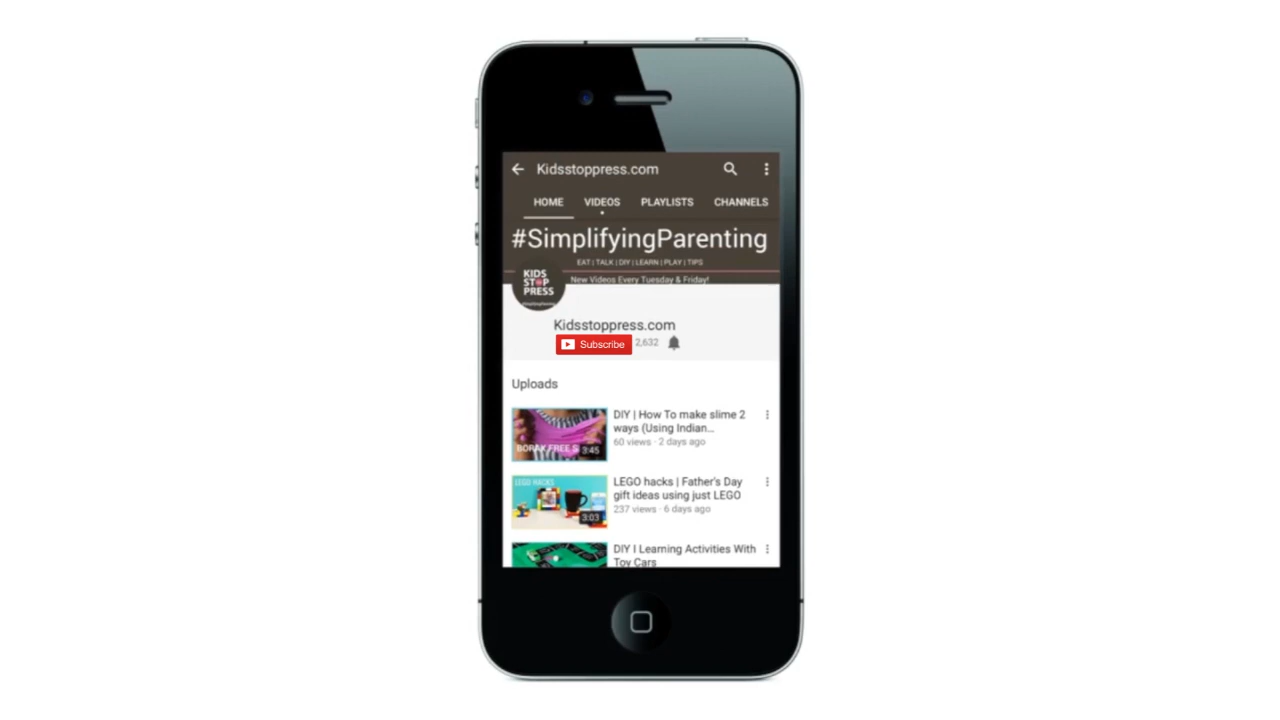 Kidsstoppress.com
HOME VIDEOS PLAYLISTS CHANNELS
#SimplifyingParenting
EAT | TALK | DIY | LEARN | PLAY | TIPS
New Videos Every Tuesday & Friday!
KIDS
ST P
PRESS
Kidsstoppress.com
Subscribe 2,632
Uploads
DIY | How To make slime 2
ways (Using Indian...
60 views · 2 days ago
BORAX FREE S
3:45
LEGO hacks | Father's Day
gift ideas using just LEGO
237 views · 6 days ago
LEGO HACKS
3:03
DIY I Learning Activities With
Toy Cars